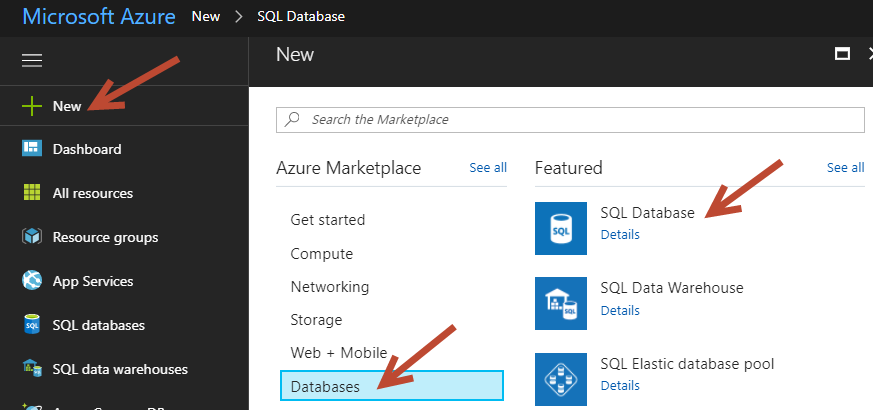 Microsoft Azure New > SQL Database
New
New
Search the Marketplace
Dashboard
All resources
Resource groups
App Services
SQL databases
SQL data warehouses
Azure Marketplace See all
Get started
Compute
Networking
Storage
Web + Mobile
Databases
Featured See all
SQL Database
Details
SQL Data Warehouse
Details
SQL Elastic database pool
Details